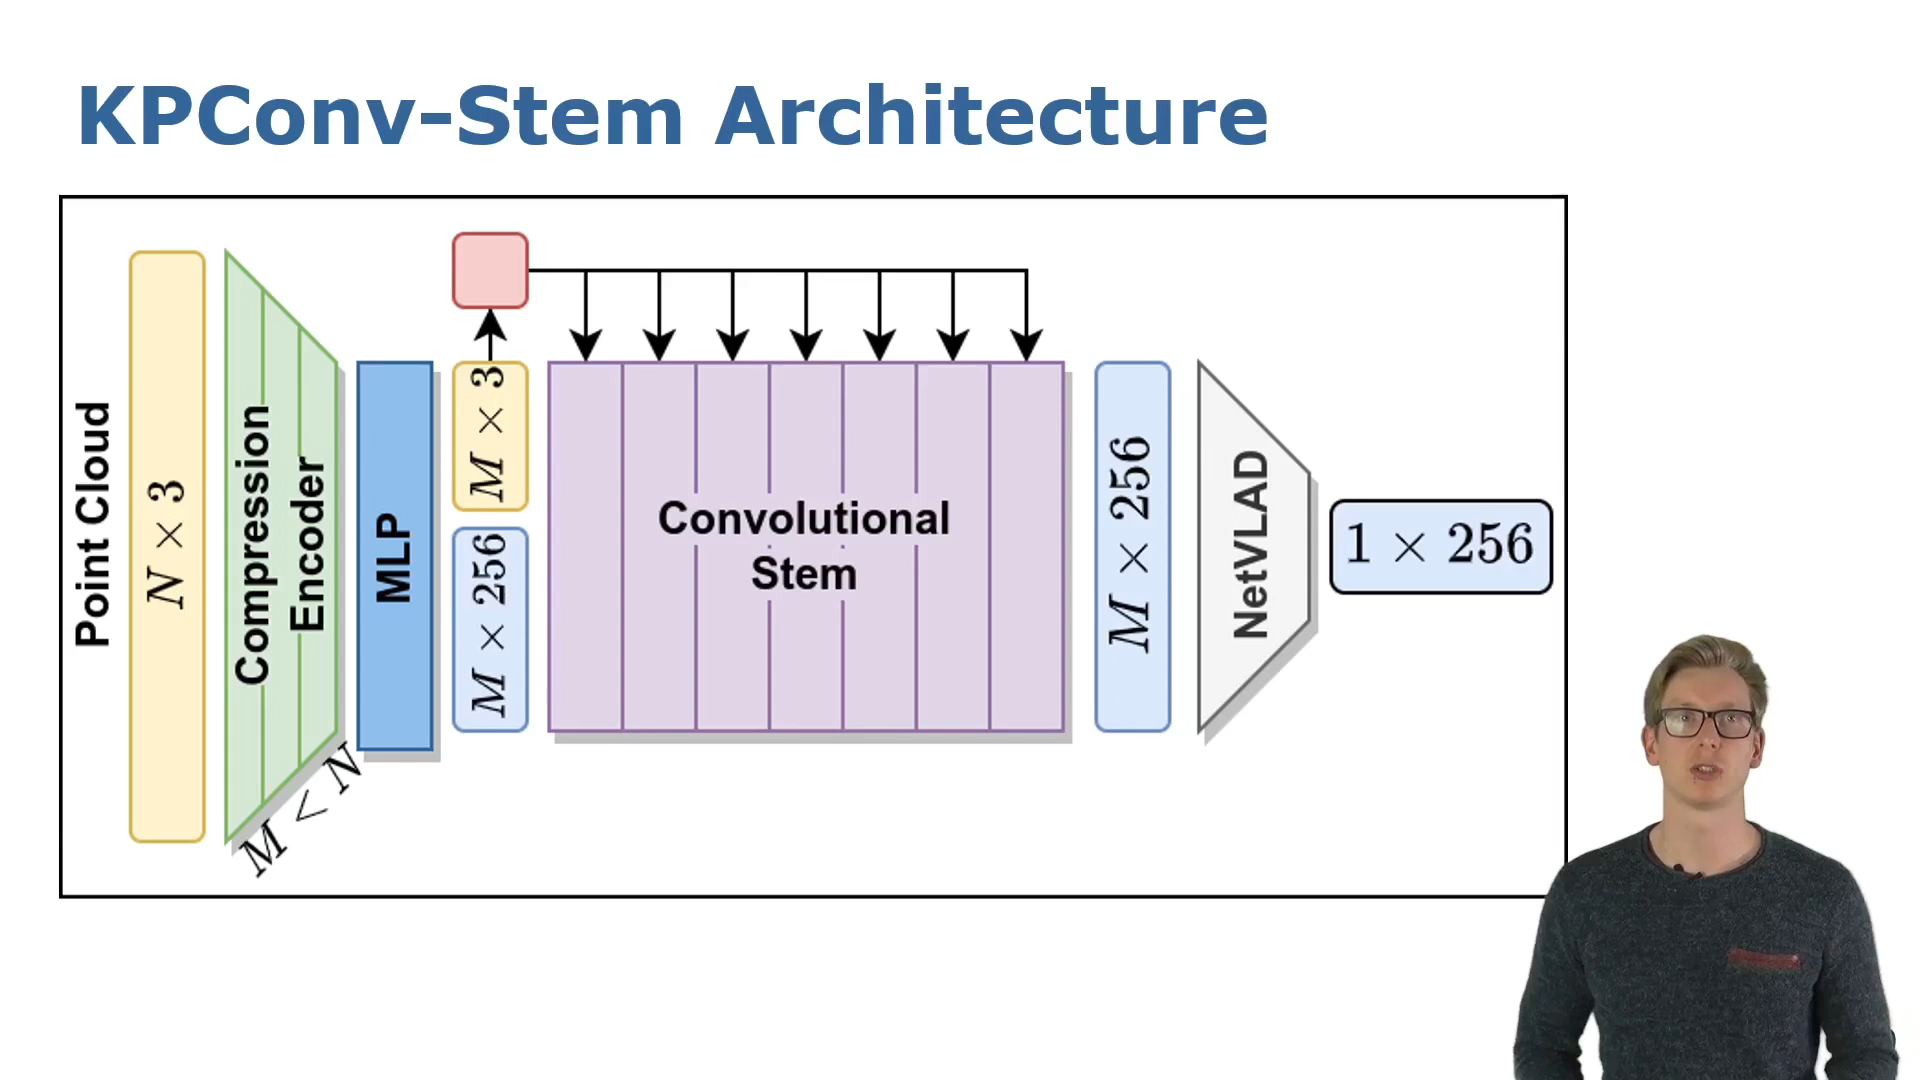 KPConv-Stem Architecture
Point Cloud
N × 3
Compression
Encoder
M < N
MLP
M × 3
M × 256
Convolutional
Stem
M × 256
NetVLAD
1 × 256